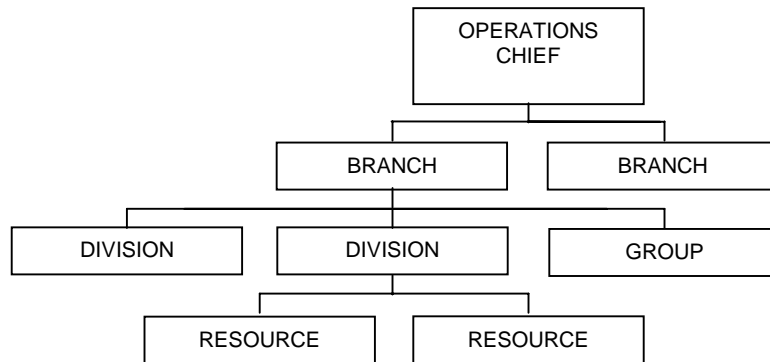 OPERATIONS
CHIEF
BRANCH
BRANCH
DIVISION
DIVISION
GROUP
RESOURCE
RESOURCE